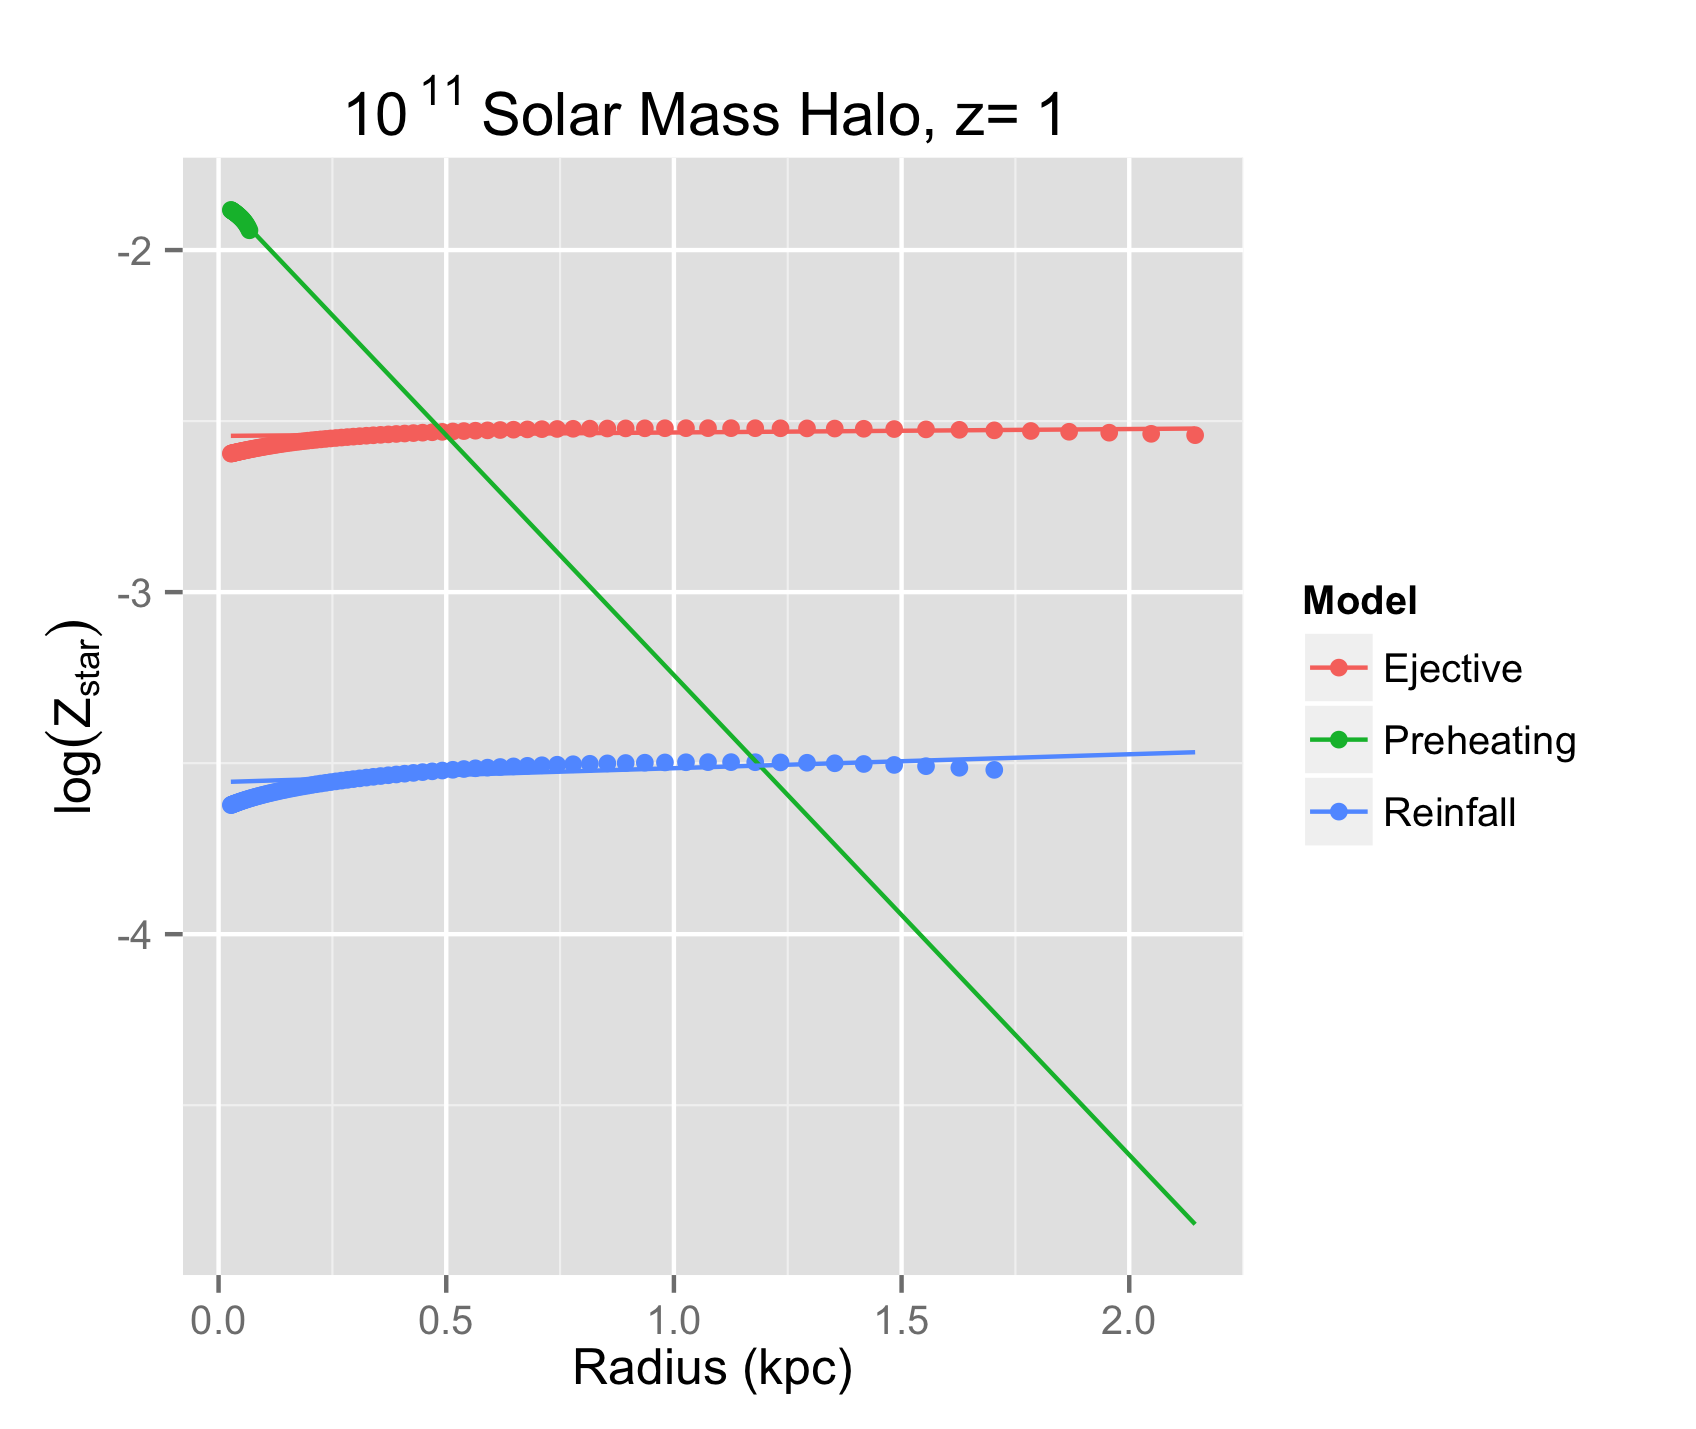 10 11 Solar Mass Halo, z= 1
-2
-3
-4
log(Zstar)
0.0 0.5 1.0 1.5 2.0
Radius (kpc)
Model
Ejective
Preheating
Reinfall